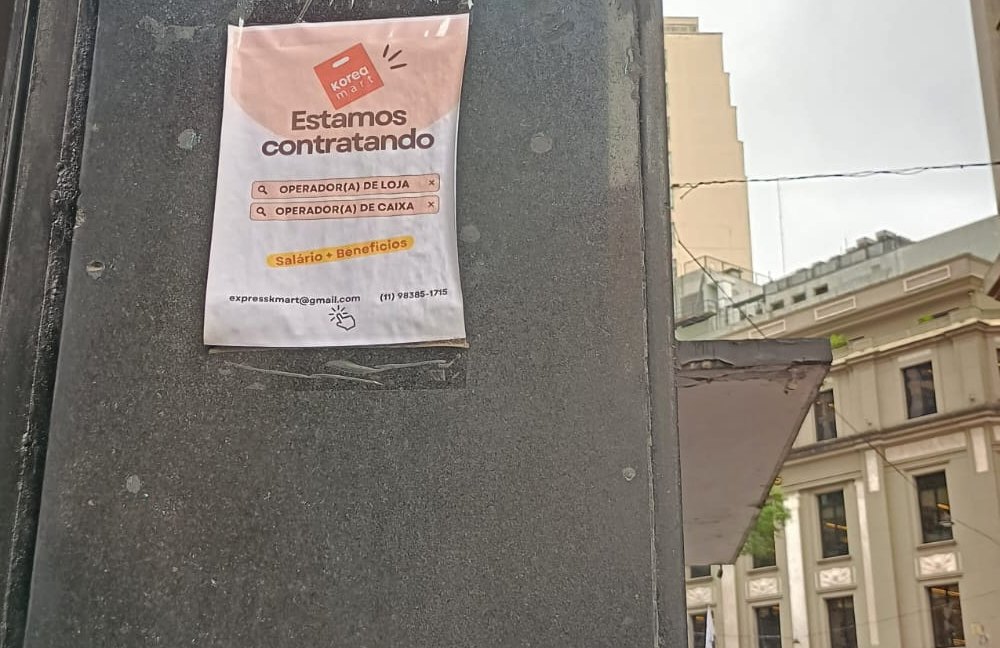 Korea
mart
Estamos
contratando
OPERADOR(A) DE LOJA ×
OPERADOR(A) DE CAIXA ×
Salário + Benefícios
expresskmart@gmail.com (11) 98385-1715